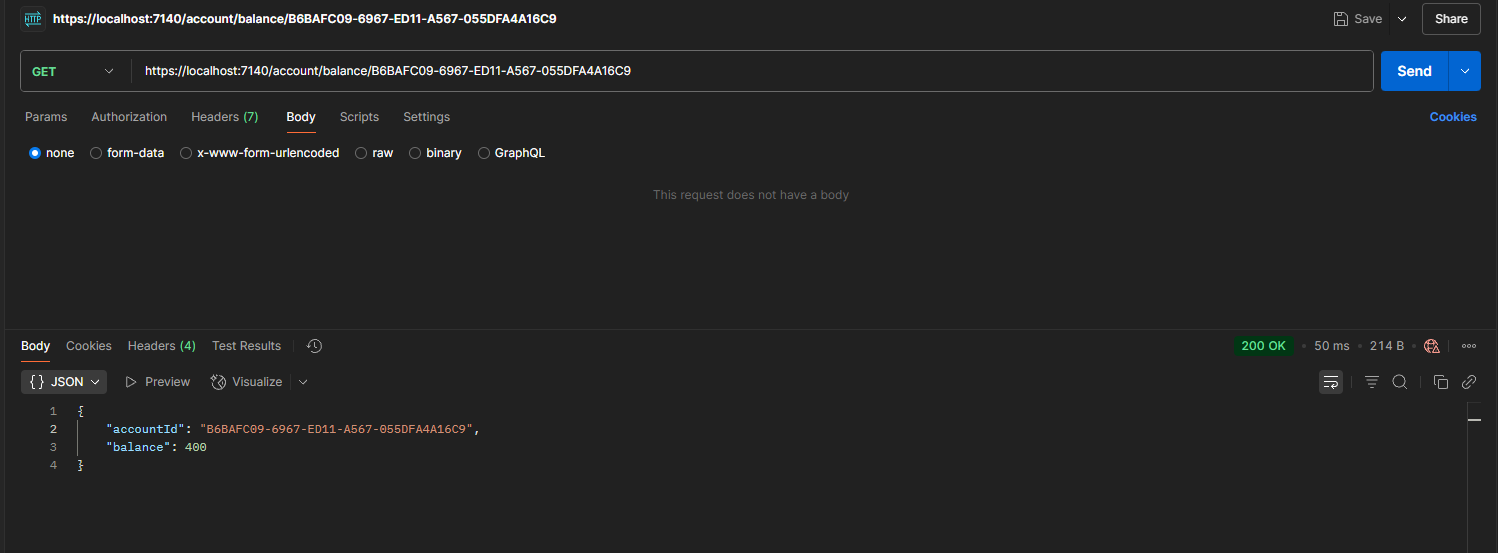 HTTP https://localhost:7140/account/balance/B6BAFC09-6967-ED11-A567-055DFA4A16C9 Save Share
GET https://localhost:7140/account/balance/B6BAFC09-6967-ED11-A567-055DFA4A16C9 Send
Params Authorization Headers (7) Body Scripts Settings Cookies
none form-data x-www-form-urlencoded raw binary GraphQL
This request does not have a body
Body Cookies Headers (4) Test Results 200 OK • 50 ms • 214 B •
{} JSON Preview Visualize
1 {
2 "accountId": "B6BAFC09-6967-ED11-A567-055DFA4A16C9",
3 "balance": 400
4 }